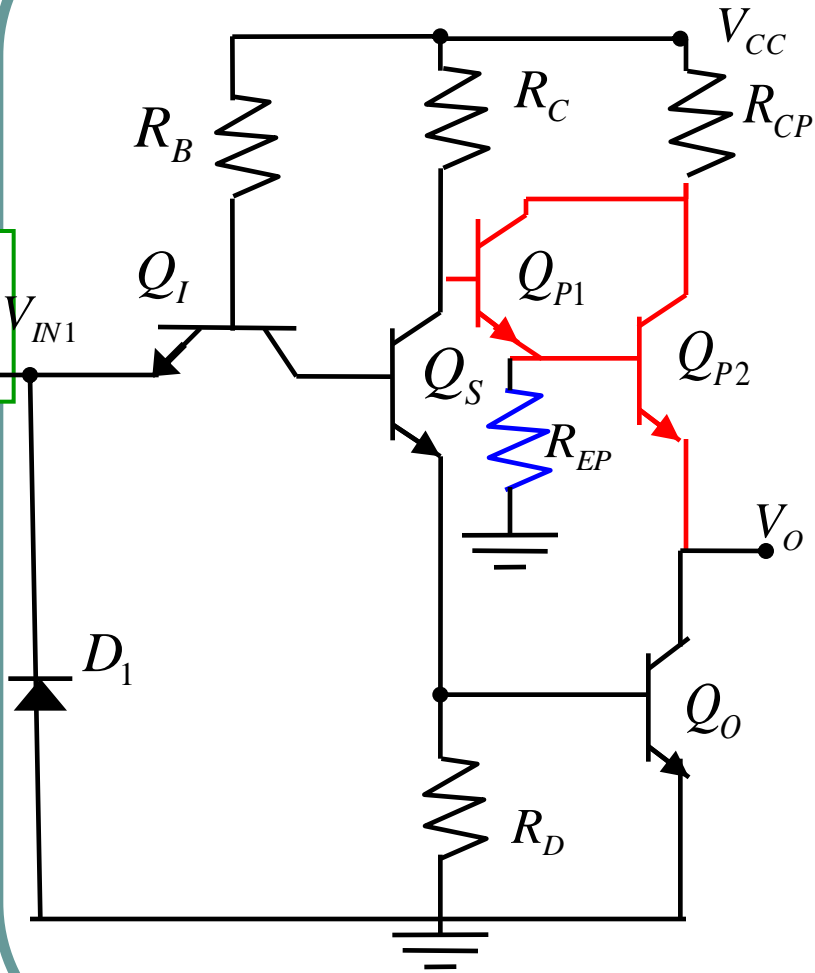 V_CC
R_C
R_CP
R_B
Q_I
Q_P1
V_IN1
Q_S
Q_P2
R_EP
V_O
D_1
Q_O
R_D